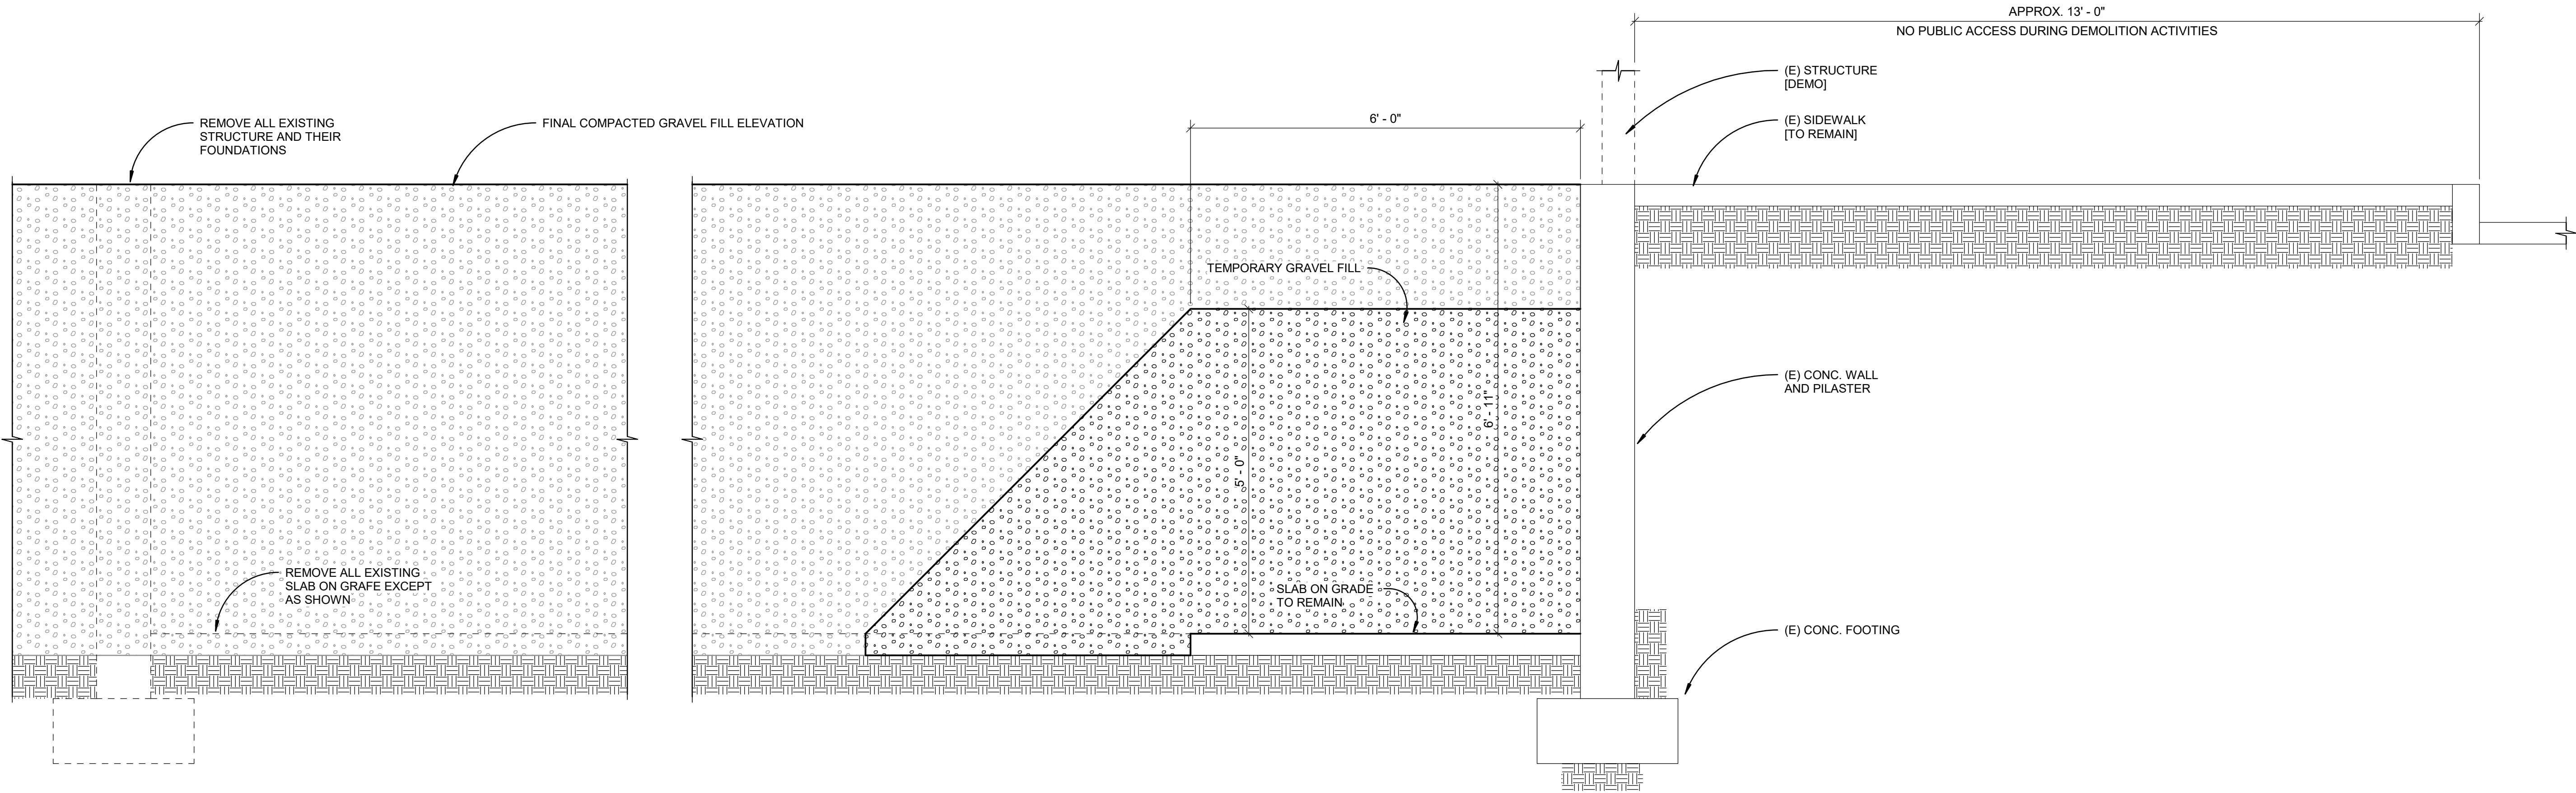 APPROX. 13' - 0"
NO PUBLIC ACCESS DURING DEMOLITION ACTIVITIES
(E) STRUCTURE
[DEMO]
(E) SIDEWALK
[TO REMAIN]
REMOVE ALL EXISTING
STRUCTURE AND THEIR
FOUNDATIONS
FINAL COMPACTED GRAVEL FILL ELEVATION
6' - 0"
TEMPORARY GRAVEL FILL
6' - 11"
5' - 0"
(E) CONC. WALL
AND PILASTER
REMOVE ALL EXISTING
SLAB ON GRAFE EXCEPT
AS SHOWN
SLAB ON GRADE
TO REMAIN
(E) CONC. FOOTING